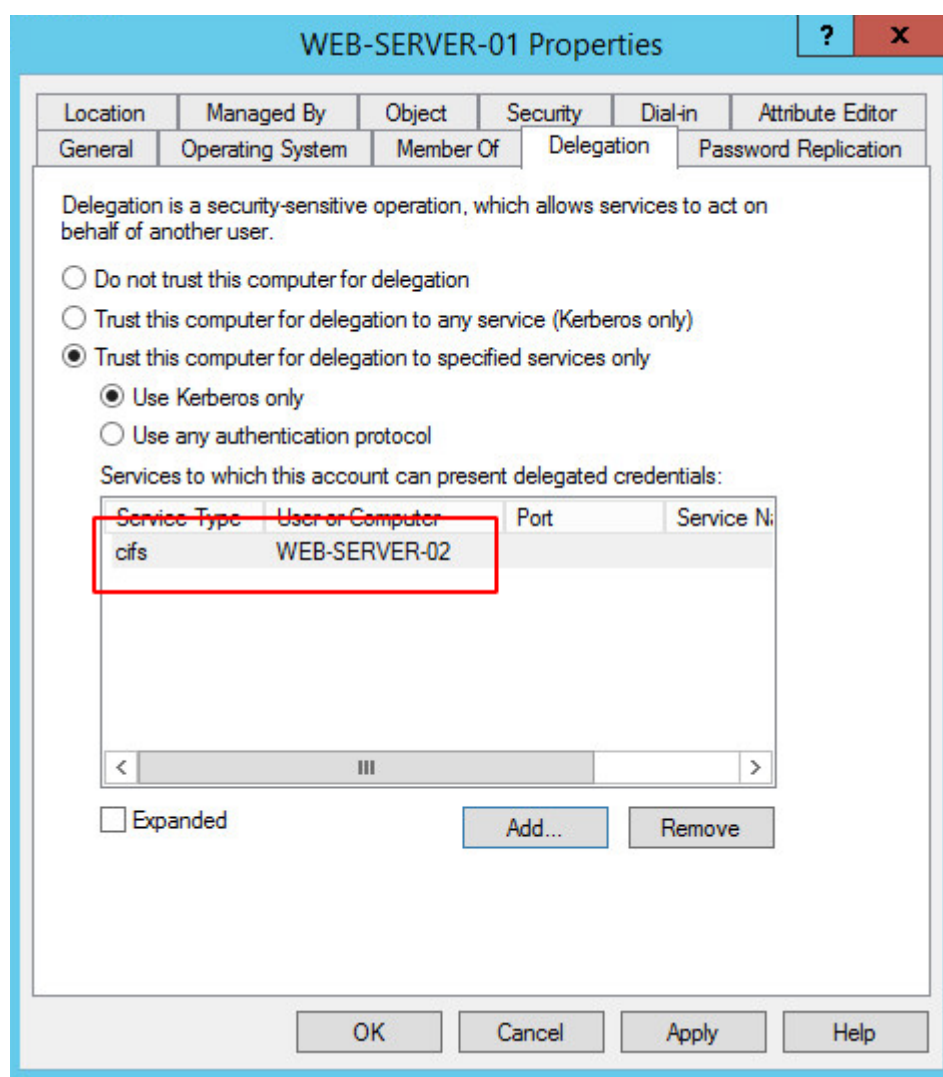 WEB-SERVER-01 Properties
? x
Location Managed By Object Security Dial-in Attribute Editor
General Operating System Member Of Delegation Password Replication
Delegation is a security-sensitive operation, which allows services to act on
behalf of another user.
Do not trust this computer for delegation
Trust this computer for delegation to any service (Kerberos only)
Trust this computer for delegation to specified services only
Use Kerberos only
Use any authentication protocol
Services to which this account can present delegated credentials:
Service Type User or Computer Port Service Na
cifs WEB-SERVER-02
Expanded Add... Remove
OK Cancel Apply Help